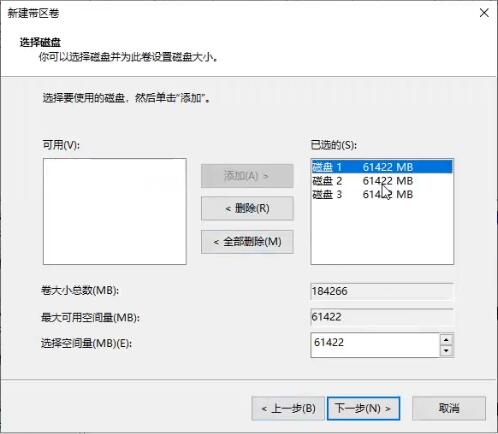 新建带区卷
选择磁盘
你可以选择磁盘并为此卷设置磁盘大小。
选择要使用的磁盘，然后单击"添加"。
可用(V):
已选的(S):
添加(A) >
< 删除(R)
< 全部删除(M)
磁盘 1 61422 MB
磁盘 2 61422 MB
磁盘 3 61422 MB
卷大小总数(MB):
184266
最大可用空间量(MB):
61422
选择空间量(MB)(E):
61422
< 上一步(B)
下一步(N) >
取消